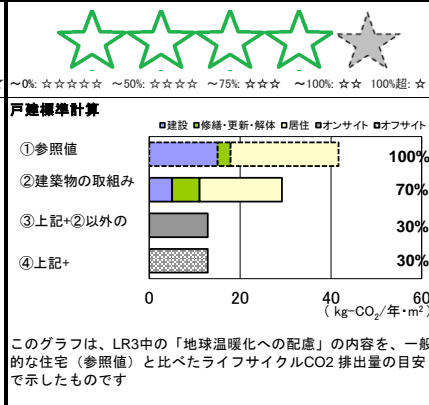 ～0%: ☆☆☆☆☆ ～50%: ☆☆☆☆ ～75%: ☆☆☆ ～100%: ☆☆ 100%超: ☆
戸建標準計算
■建設 ■修繕・更新・解体 □居住 ■オンサイト ■オフサイト
①参照値 100%
②建築物の取組み 70%
③上記+②以外の 30%
④上記+ 30%
0 20 40 60
( kg-CO2/年・m²)
このグラフは、LR3中の「地球温暖化への配慮」の内容を、一般
的な住宅（参照値）と比べたライフサイクルCO2 排出量の目安
で示したものです